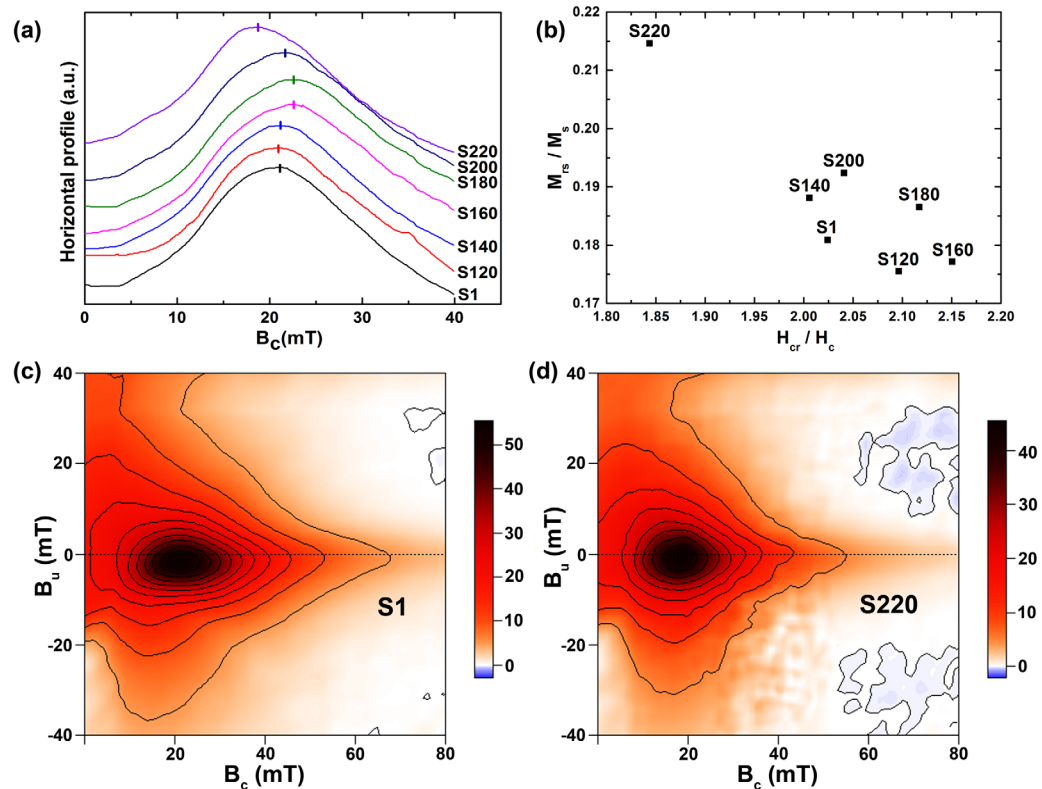 (a)
Horizontal profile (a.u.)
S220
S200
S180
S160
S140
S120
S1
0 10 20 30 40
B_C(mT)
(b)
M_rs / M_s
0.22
0.21
0.20
0.19
0.18
0.17
S220
S200
S140
S180
S1
S120
S160
1.80 1.85 1.90 1.95 2.00 2.05 2.10 2.15 2.20
H_cr / H_c
(c)
B_u (mT)
40
20
0
-20
-40
S1
20 40 60 80
B_c (mT)
50
40
30
20
10
0
(d)
B_u (mT)
40
20
0
-20
-40
S220
0 20 40 60 80
B_c (mT)
40
30
20
10
0